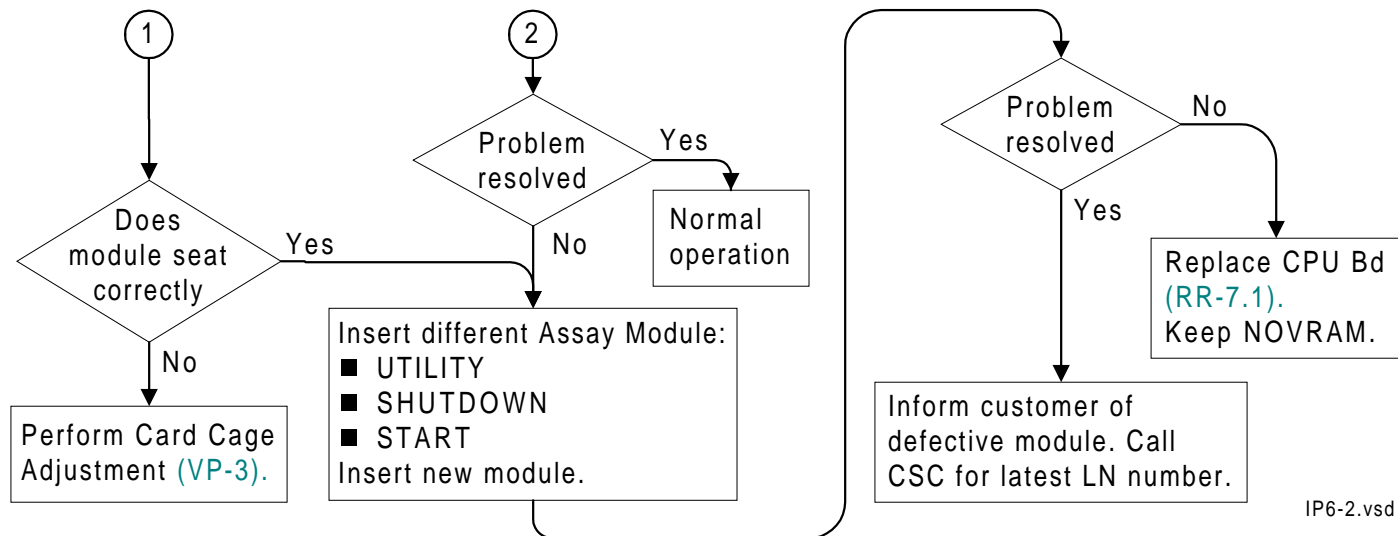 1
Does
module seat
correctly
Yes
No
Perform Card Cage
Adjustment (VP-3).
2
Problem
resolved
Yes
Normal
operation
No
Insert different Assay Module:
■ UTILITY
■ SHUTDOWN
■ START
Insert new module.
Problem
resolved
No
Replace CPU Bd
(RR-7.1).
Keep NOVRAM.
Yes
Inform customer of
defective module. Call
CSC for latest LN number.
IP6-2.vsd